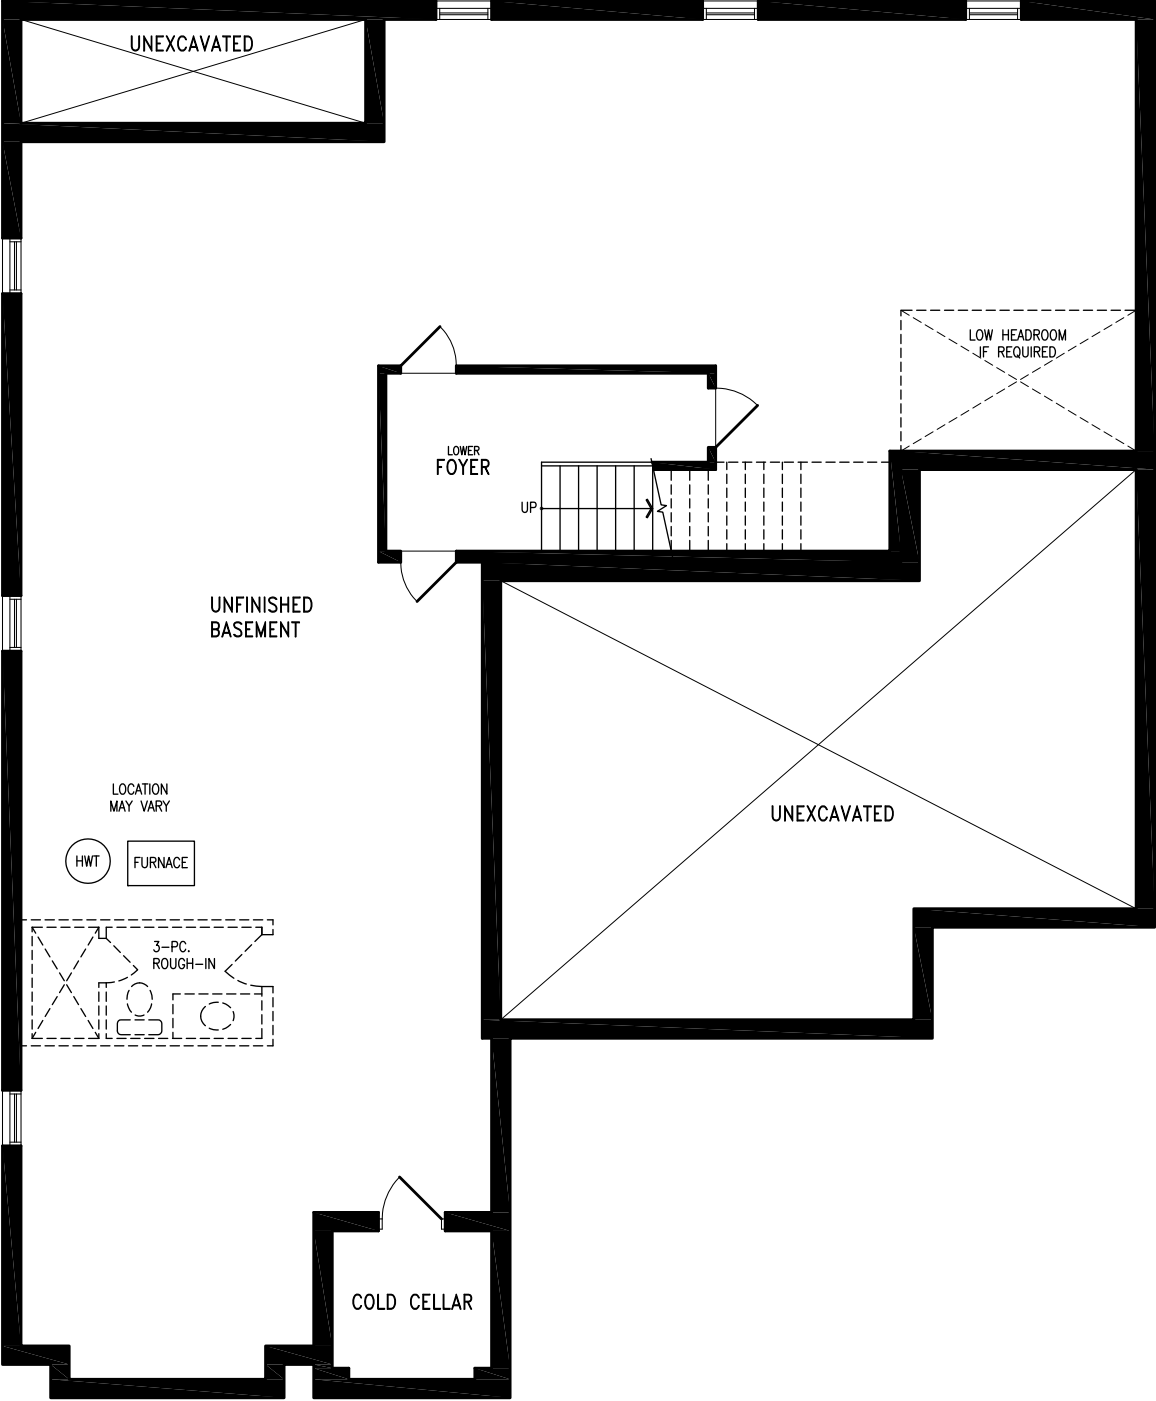 UNEXCAVATED
LOW HEADROOM
IF REQUIRED
LOWER
FOYER
UP
UNFINISHED
BASEMENT
LOCATION
MAY VARY
UNEXCAVATED
HWT
FURNACE
3-PC.
ROUGH-IN
COLD CELLAR